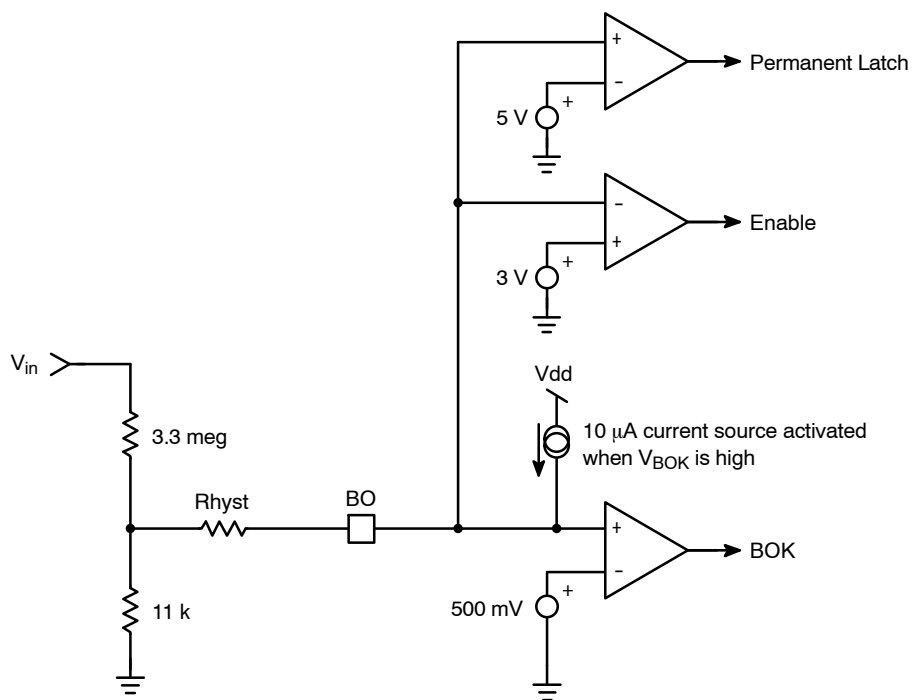 +
Permanent Latch
-
+
5 V
-
Enable
+
+
3 V
Vin
Vdd
3.3 meg
10 μA current source activated
when VBOK is high
Rhyst
BO
+
BOK
-
+
500 mV
11 k